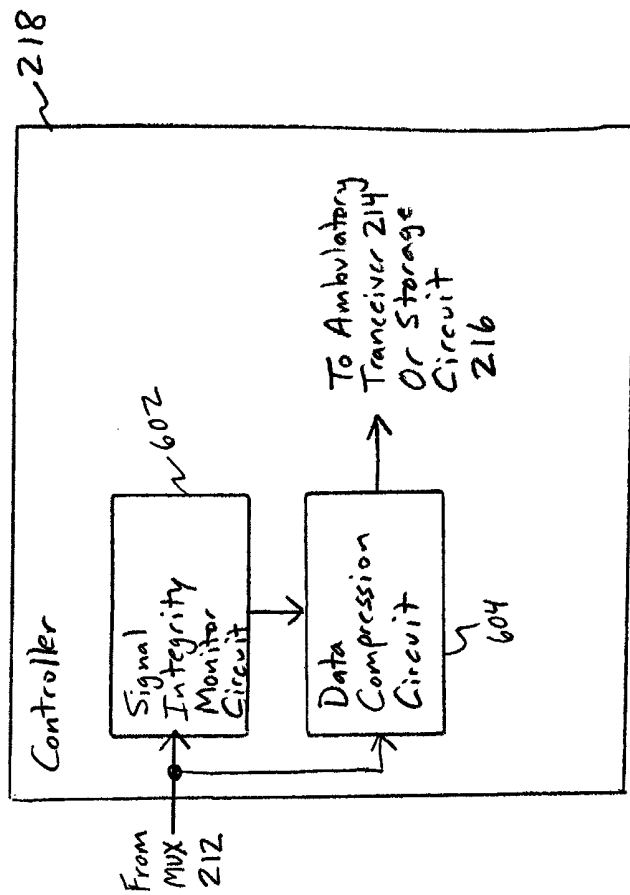 218
Controller
602
Signal
Integrity
Monitor
Circuit
From
MUX
212
Data
Compression
Circuit
604
To Ambulatory
Tranceiver 214
Or Storage
Circuit
216